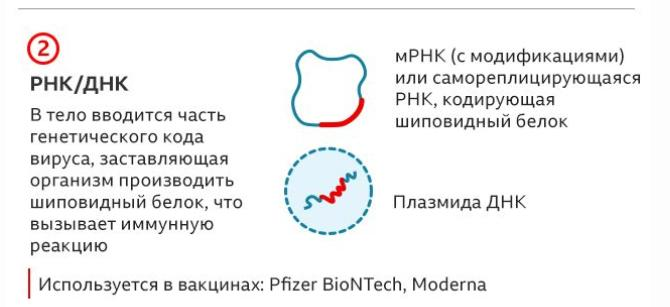 2
РНК/ДНК
В тело вводится часть
генетического кода
вируса, заставляющая
организм производить
шиповидный белок, что
вызывает иммунную
реакцию
мРНК (с модификациями)
или самореплицирующаяся
РНК, кодирующая
шиповидный белок
Плазмида ДНК
Используется в вакцинах: Pfizer BioNTech, Moderna